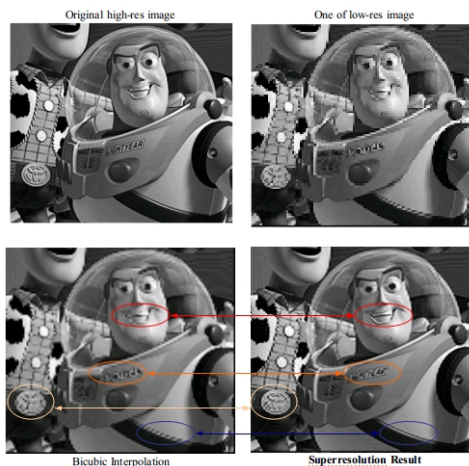 Original high-res image
One of low-res image
LIGHTYEAR
Bicubic Interpolation
Superresolution Result